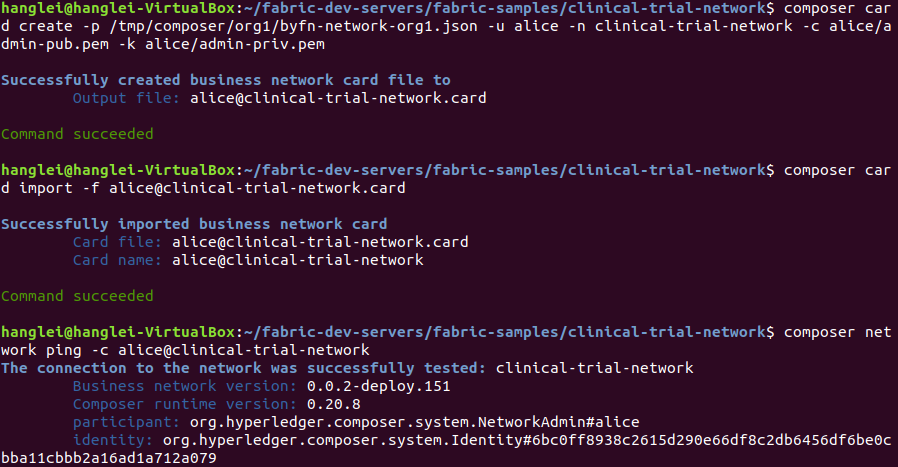 hanglei@hanglei-VirtualBox:~/fabric-dev-servers/fabric-samples/clinical-trial-network$ composer car
d create -p /tmp/composer/org1/byfn-network-org1.json -u alice -n clinical-trial-network -c alice/a
dmin-pub.pem -k alice/admin-priv.pem
Successfully created business network card file to
Output file: alice@clinical-trial-network.card
Command succeeded
hanglei@hanglei-VirtualBox:~/fabric-dev-servers/fabric-samples/clinical-trial-network$ composer car
d import -f alice@clinical-trial-network.card
Successfully imported business network card
Card file: alice@clinical-trial-network.card
Card name: alice@clinical-trial-network
Command succeeded
hanglei@hanglei-VirtualBox:~/fabric-dev-servers/fabric-samples/clinical-trial-network$ composer net
work ping -c alice@clinical-trial-network
The connection to the network was successfully tested: clinical-trial-network
Business network version: 0.0.2-deploy.151
Composer runtime version: 0.20.8
participant: org.hyperledger.composer.system.NetworkAdmin#alice
identity: org.hyperledger.composer.system.Identity#6bc0ff8938c2615d290e66df8c2db6456df6be0c
bba11cbbb2a16ad1a712a079